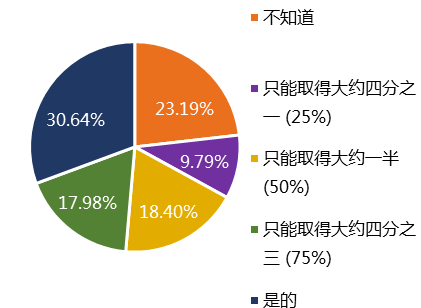 不知道
23.19%
30.64%
只能取得大约四分之
一 (25%)
9.79%
只能取得大约一半
(50%)
17.98%
18.40%
只能取得大约四分之
三 (75%)
是的